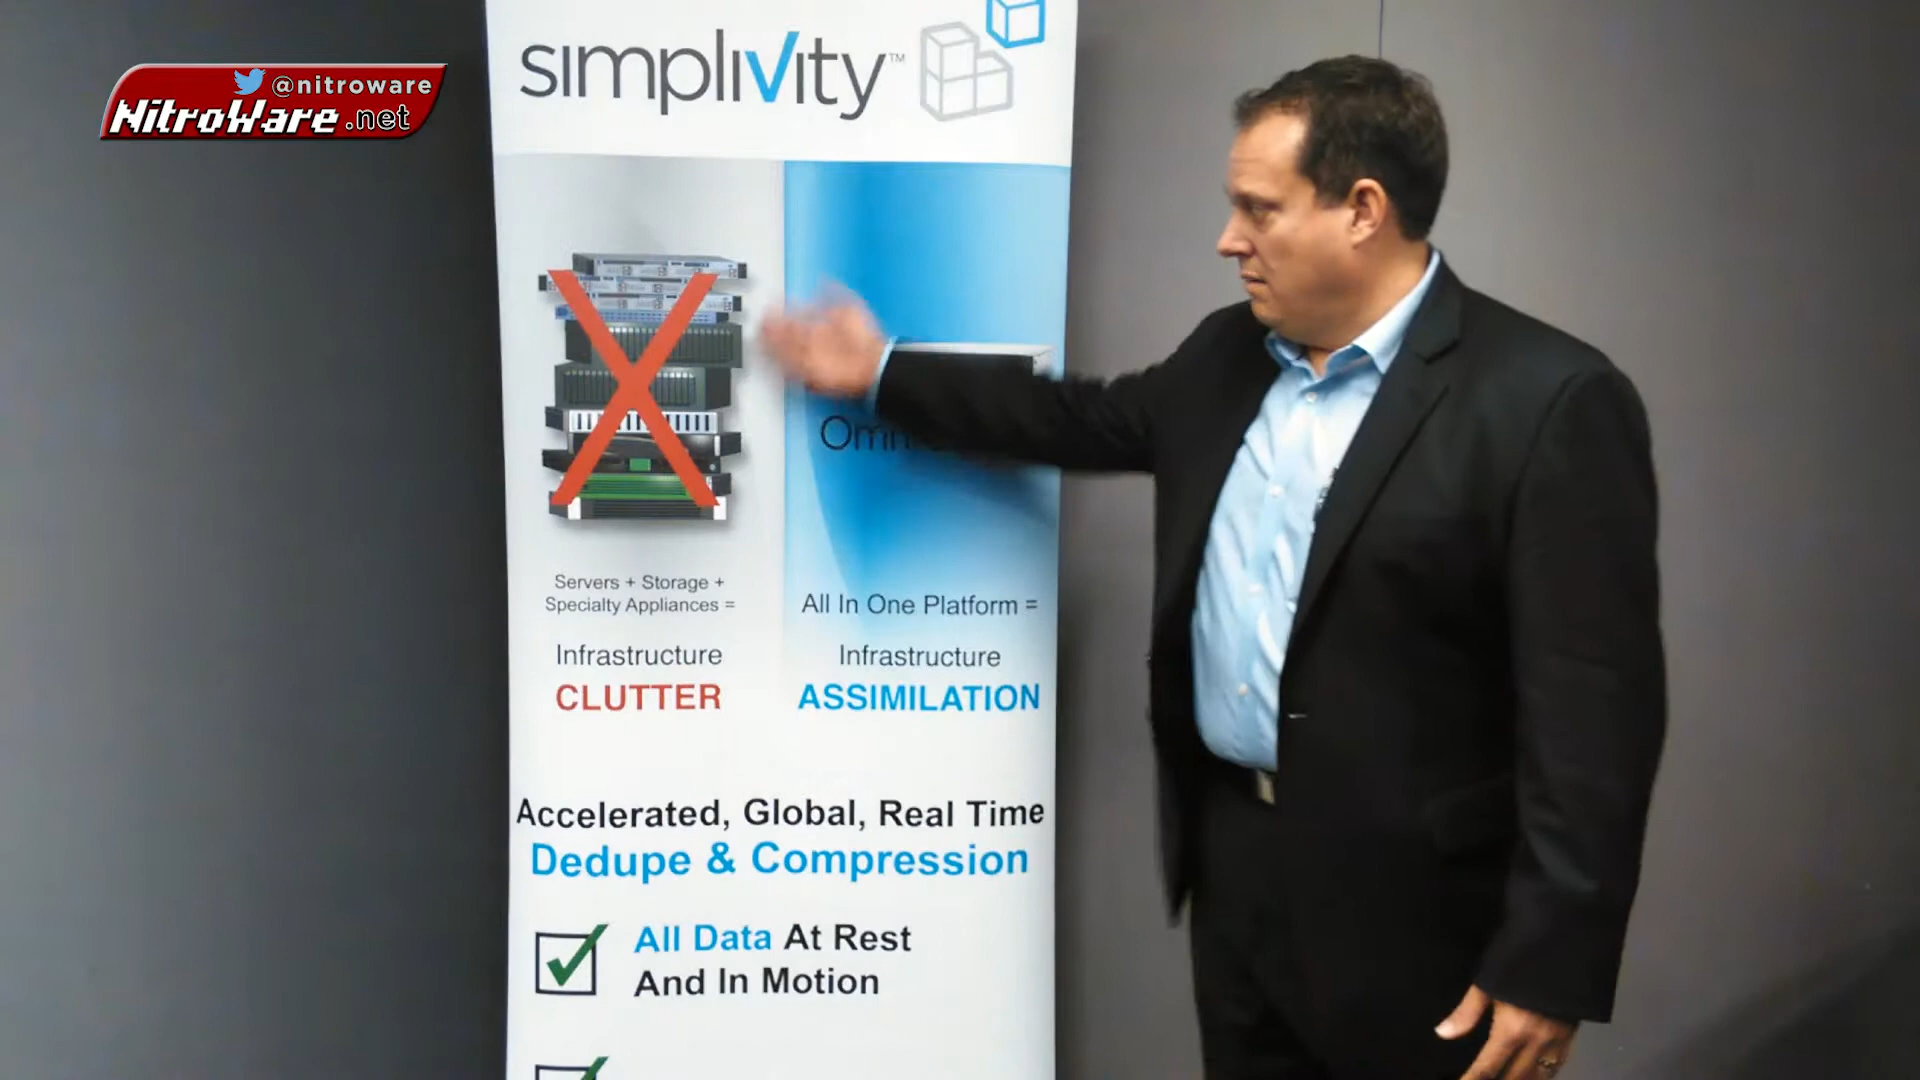 @nitroware
NitroWare.net
simplivity™
Servers + Storage +
Specialty Appliances =
Infrastructure
CLUTTER
All In One Platform =
Infrastructure
ASSIMILATION
Accelerated, Global, Real Time
Dedupe & Compression
All Data At Rest
And In Motion